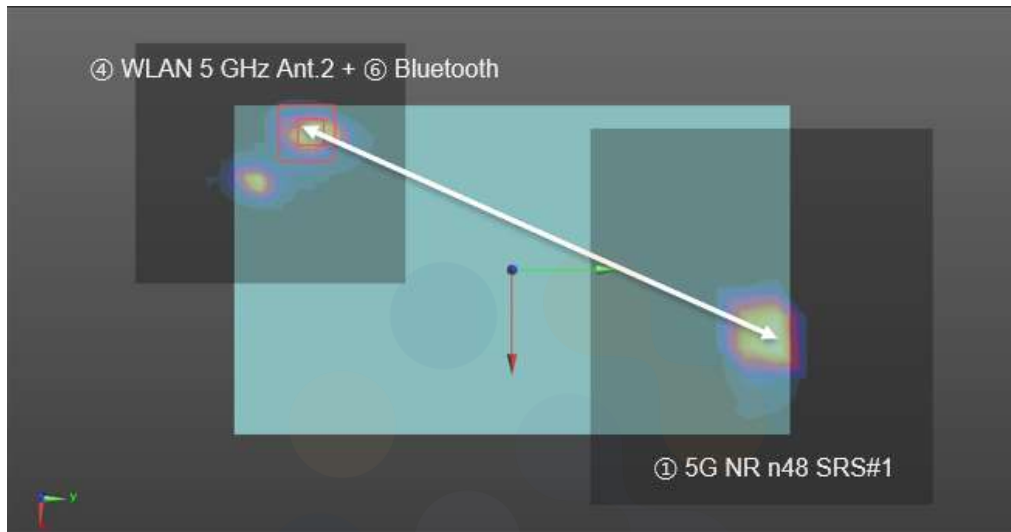 ④ WLAN 5 GHz Ant.2 + ⑥ Bluetooth
① 5G NR n48 SRS#1
y